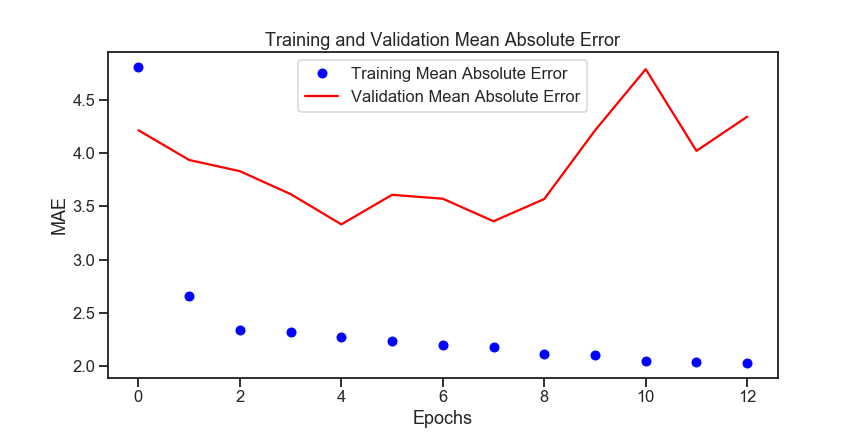 Training and Validation Mean Absolute Error
Training Mean Absolute Error
Validation Mean Absolute Error
MAE
4.5
4.0
3.5
3.0
2.5
2.0
0 2 4 6 8 10 12
Epochs